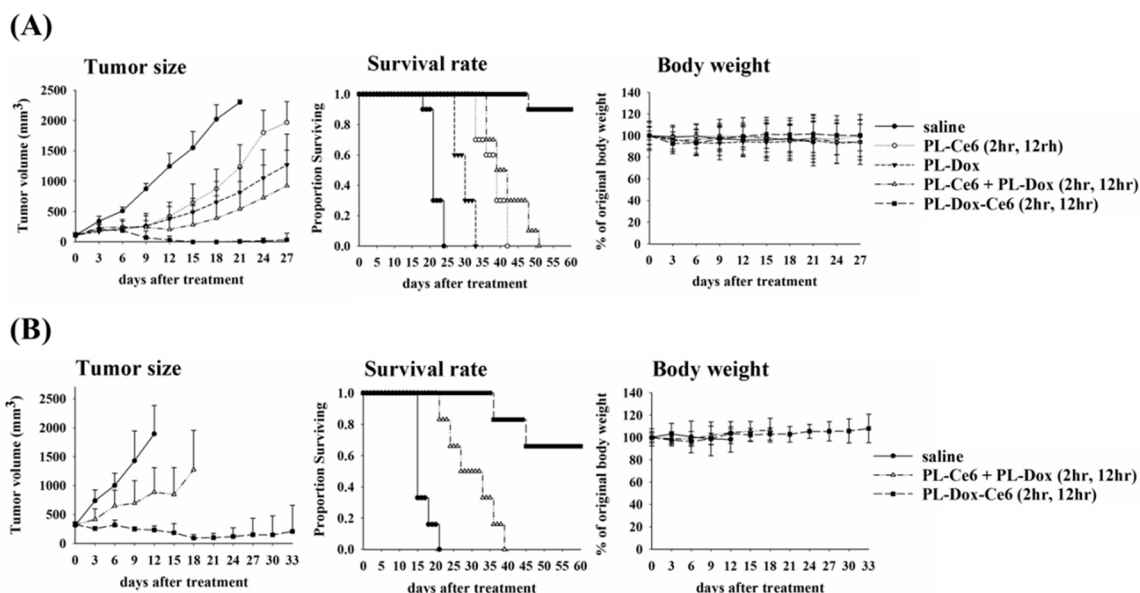 (A)
Tumor size
Survival rate
Body weight
Tumor volume (mm3)
2500
2000
1500
1000
500
0
0 3 6 9 12 15 18 21 24 27
days after treatment
Proportion Surviving
1.0
0.8
0.6
0.4
0.2
0.0
0 5 10 15 20 25 30 35 40 45 50 55 60
days after treatment
% of original body weight
140
120
100
80
60
40
20
0
0 3 6 9 12 15 18 21 24 27
days after treatment
saline
PL-Ce6 (2hr, 12rh)
PL-Dox
PL-Ce6 + PL-Dox (2hr, 12hr)
PL-Dox-Ce6 (2hr, 12hr)
(B)
Tumor size
Survival rate
Body weight
Tumor volume (mm3)
2500
2000
1500
1000
500
0
0 3 6 9 12 15 18 21 24 27 30 33
days after treatment
Proportion Surviving
1.0
0.8
0.6
0.4
0.2
0.0
0 5 10 15 20 25 30 35 40 45 50 55 60
days after treatment
% of original body weight
140
120
100
80
60
40
20
0
0 3 6 9 12 15 18 21 24 27 30 33
days after treatment
saline
PL-Ce6 + PL-Dox (2hr, 12hr)
PL-Dox-Ce6 (2hr, 12hr)